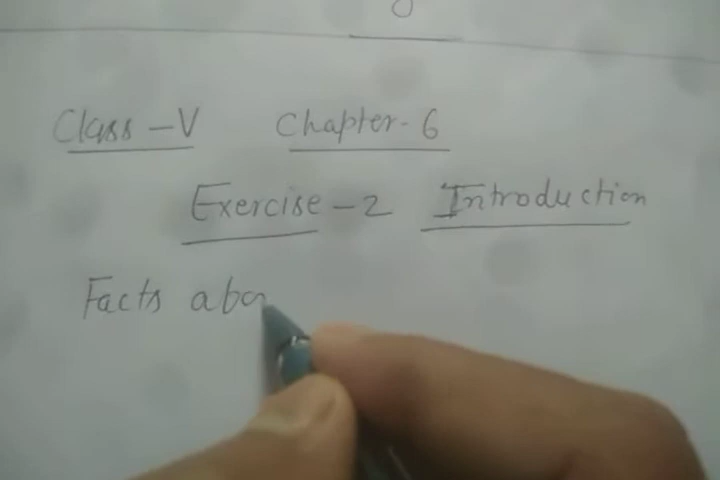 Class - V Chapter - 6
Exercise - 2 Introduction
Facts abo